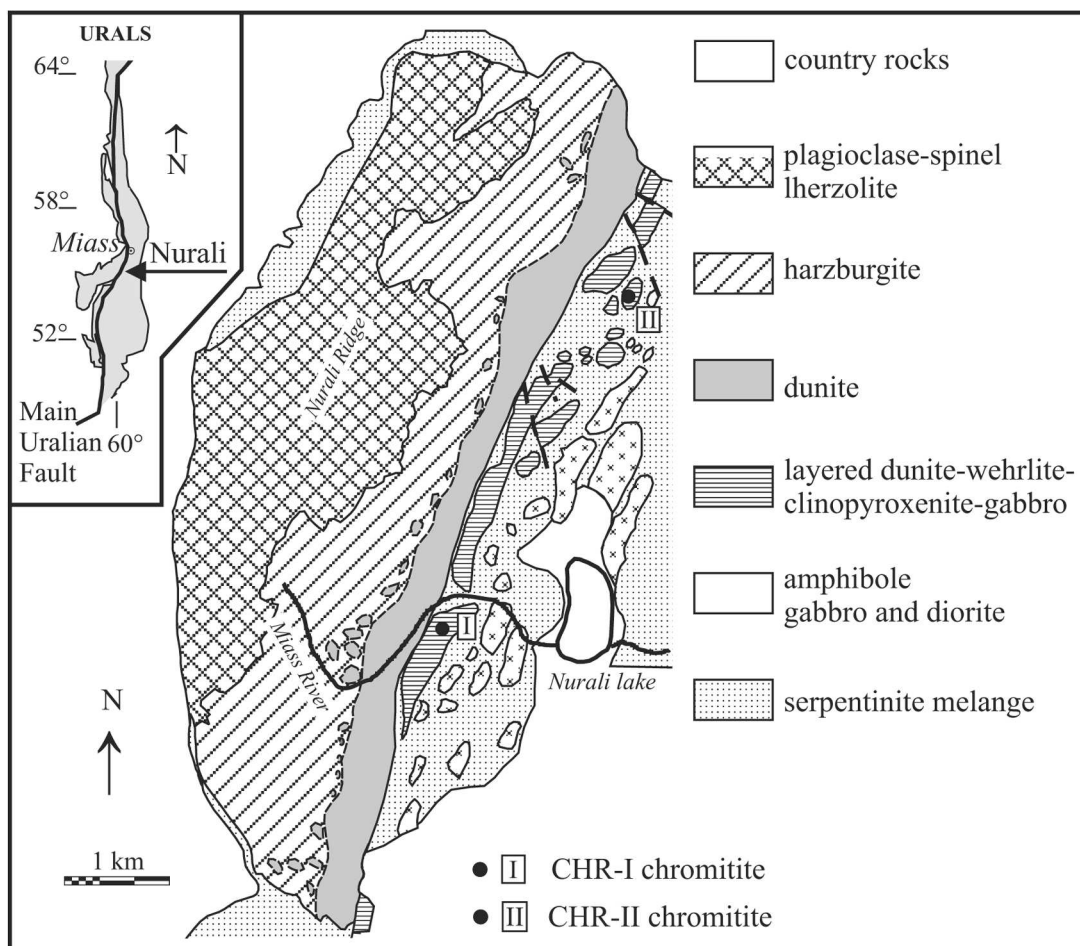 URALS
64°
N
58°
Miass
Nurali
52°
Main
Uralian
Fault
60°
Nurali Ridge
Miass River
II
I
Nurali lake
N
1 km
country rocks
plagioclase-spinel
lherzolite
harzburgite
dunite
layered dunite-wehrlite-
clinopyroxenite-gabbro
amphibole
gabbro and diorite
serpentinite melange
I CHR-I chromitite
II CHR-II chromitite